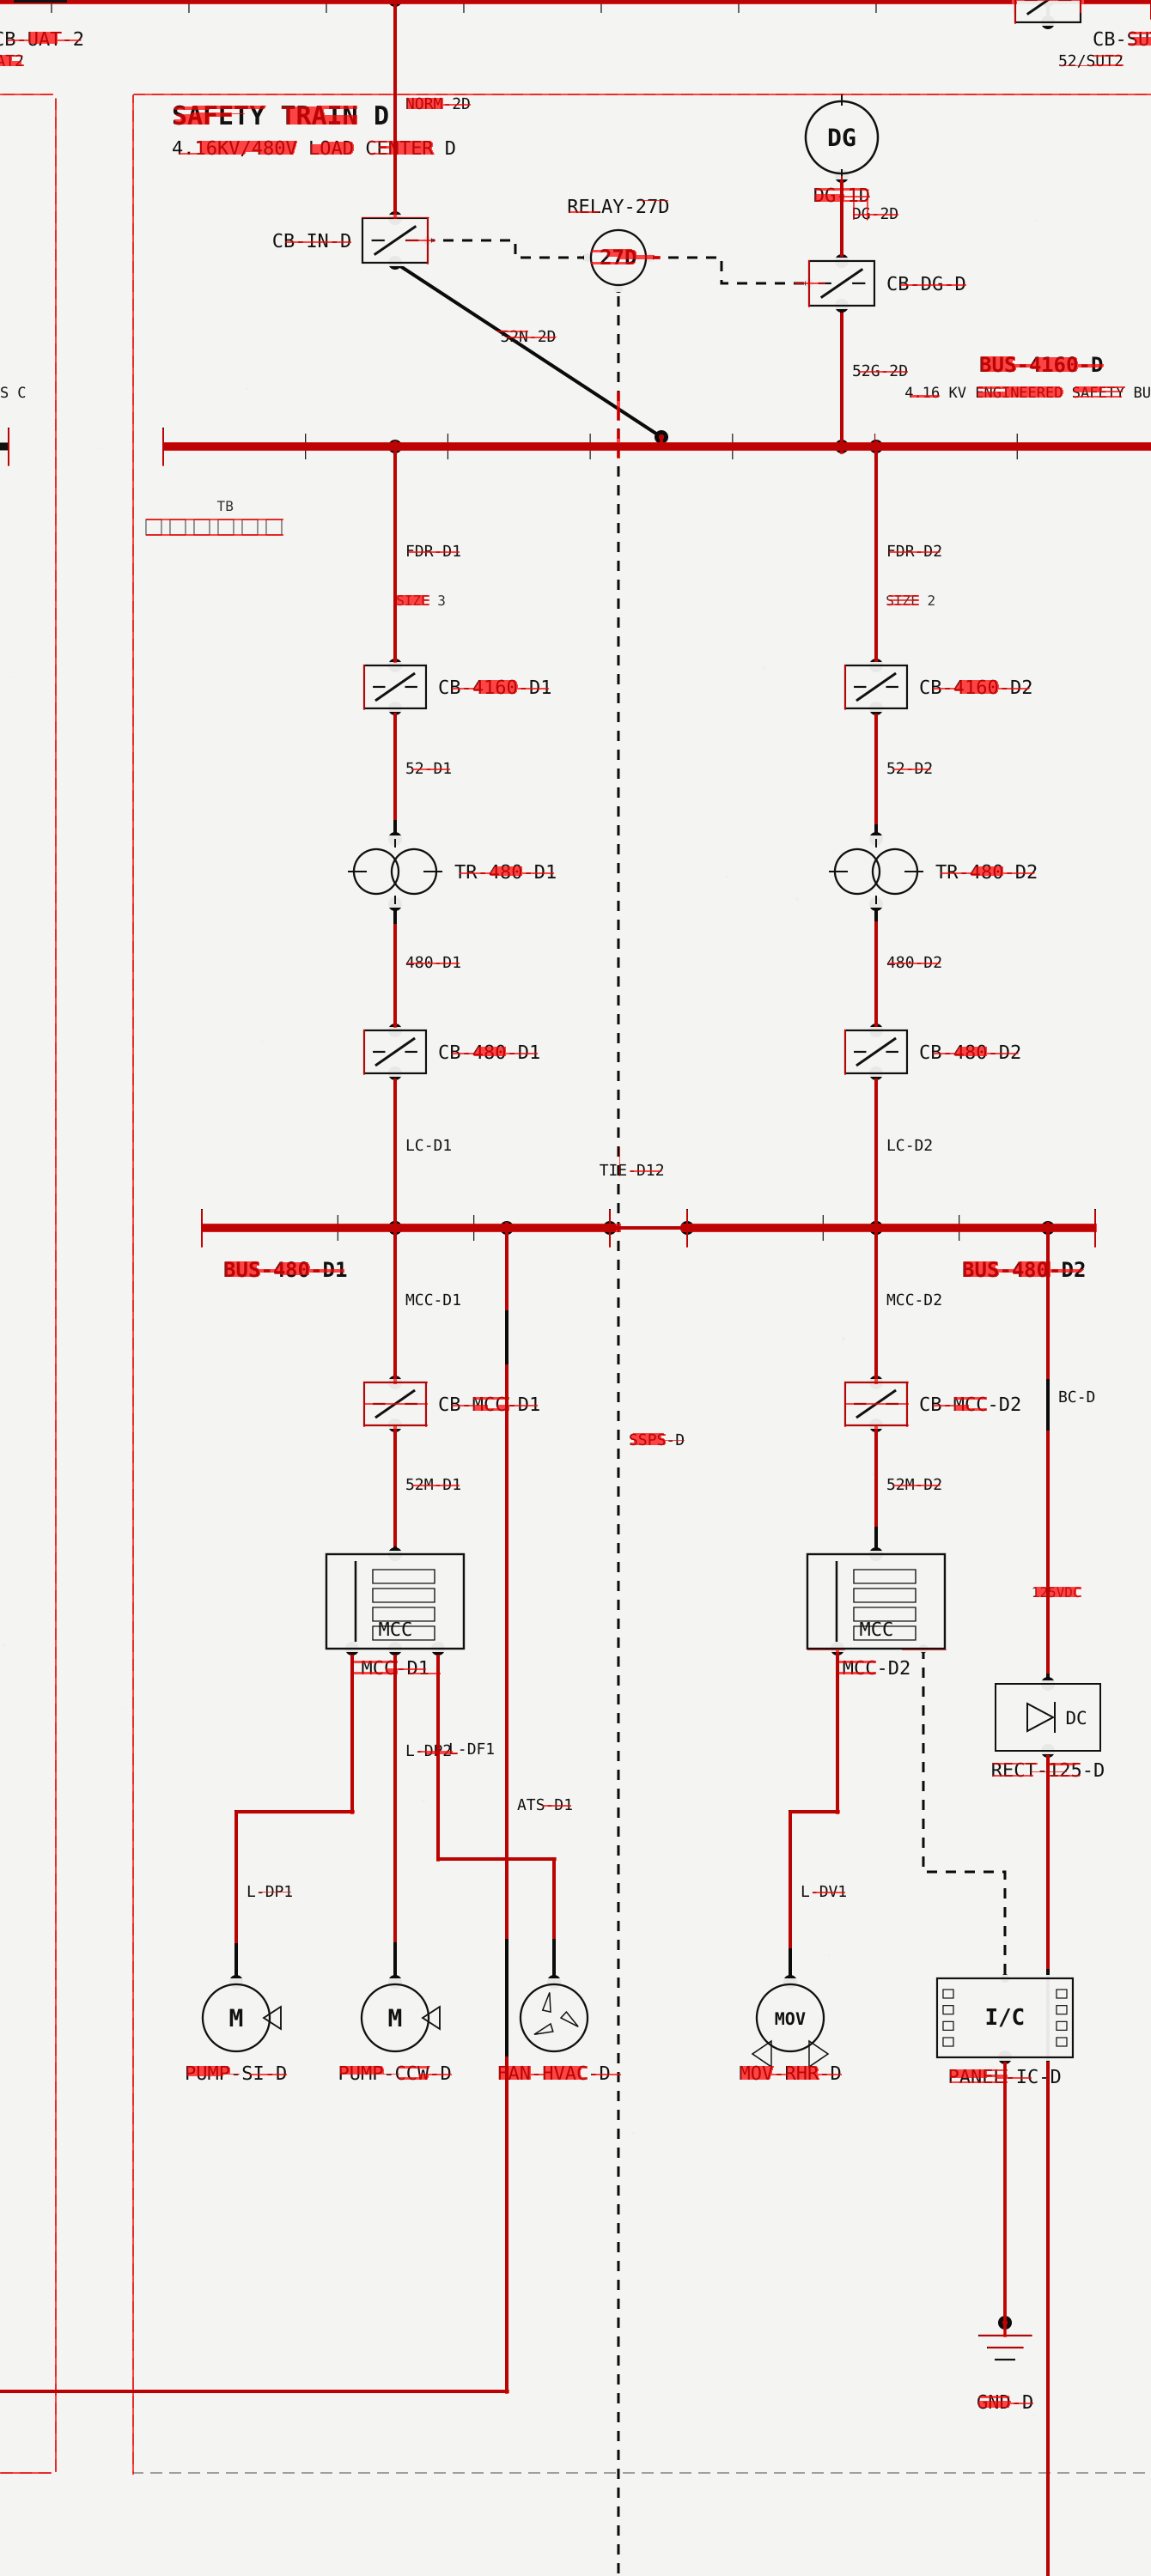 CB-UAT-2
AT2
CB-SU
52/SUT2
NORM-2D
SAFETY TRAIN D
4.16KV/480V LOAD CENTER D
DG
DG-1D
DG-2D
RELAY-27D
CB-IN-D
27D
CB-DG-D
52N-2D
52G-2D
BUS-4160-D
4.16 KV ENGINEERED SAFETY BU
S C
TB
FDR-D1
FDR-D2
SIZE 3
SIZE 2
CB-4160-D1
CB-4160-D2
52-D1
52-D2
TR-480-D1
TR-480-D2
480-D1
480-D2
CB-480-D1
CB-480-D2
LC-D1
LC-D2
TIE-D12
BUS-480-D1
BUS-480-D2
MCC-D1
MCC-D2
CB-MCC-D1
CB-MCC-D2
BC-D
SSPS-D
52M-D1
52M-D2
125VDC
MCC
MCC
MCC-D1
MCC-D2
DC
RECT-125-D
L-DP2
L-DF1
ATS-D1
L-DP1
L-DV1
M
M
MOV
I/C
PUMP-SI-D
PUMP-CCW-D
FAN-HVAC-D
MOV-RHR-D
PANEL-IC-D
GND-D